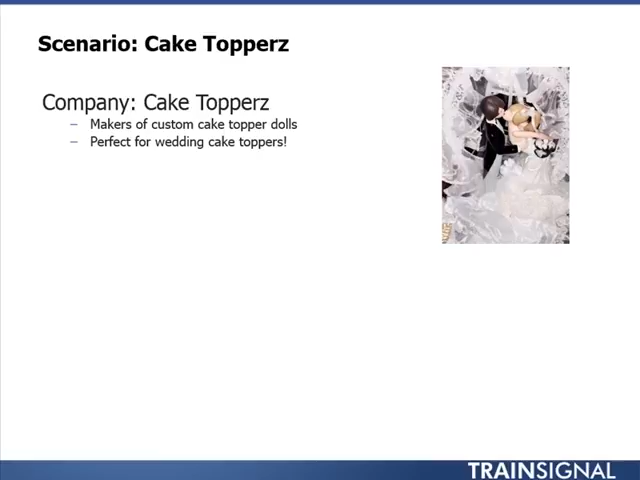 Scenario: Cake Topperz
Company: Cake Topperz
– Makers of custom cake topper dolls
– Perfect for wedding cake toppers!
TRAINSIGNAL